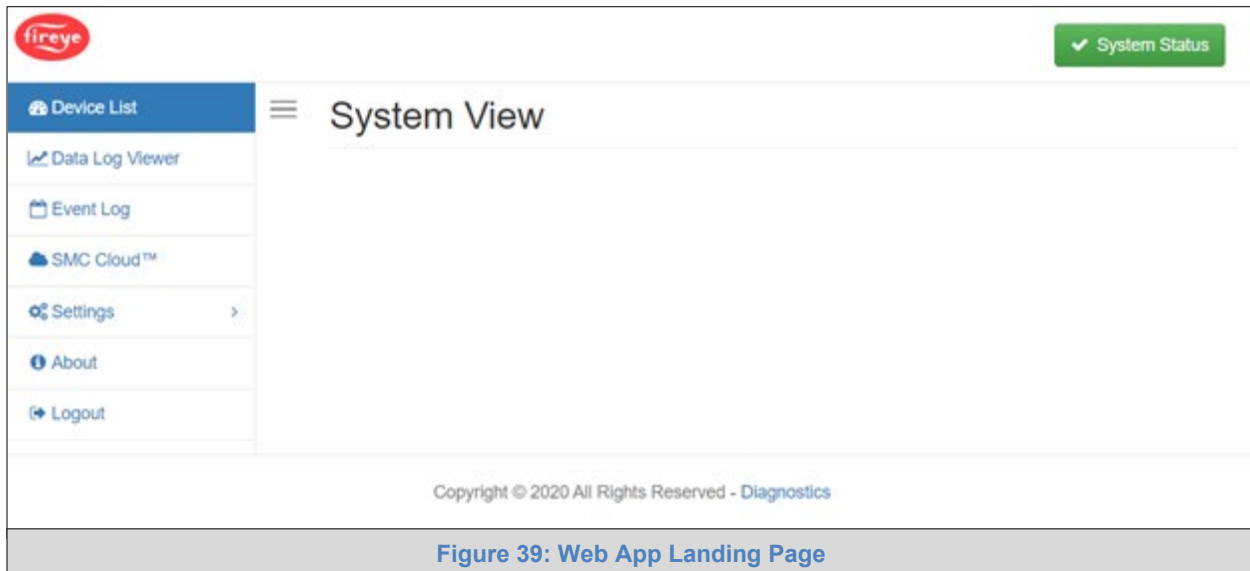 fireye
System Status
Device List
System View
Data Log Viewer
Event Log
SMC Cloud™
Settings
About
Logout
Copyright © 2020 All Rights Reserved - Diagnostics
Figure 39: Web App Landing Page